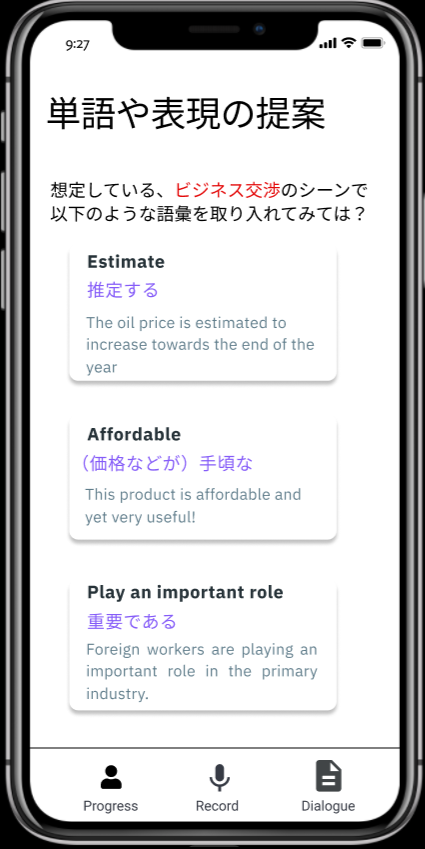 9:27
単語や表現の提案
想定している、ビジネス交渉のシーンで
以下のような語彙を取り入れてみては？
Estimate
推定する
The oil price is estimated to
increase towards the end of the
year
Affordable
（価格などが）手頃な
This product is affordable and
yet very useful!
Play an important role
重要である
Foreign workers are playing an
important role in the primary
industry.
Progress
Record
Dialogue